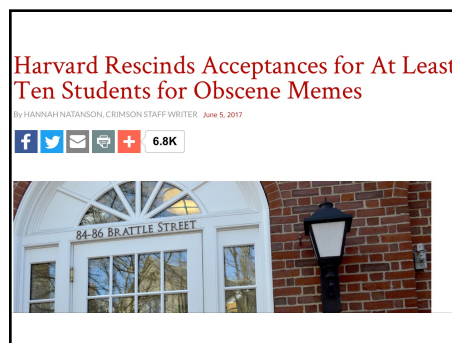 Harvard Rescinds Acceptances for At Least
Ten Students for Obscene Memes
By HANNAH NATANSON, CRIMSON STAFF WRITER June 5, 2017
f 6.8K
84-86 BRATTLE STREET